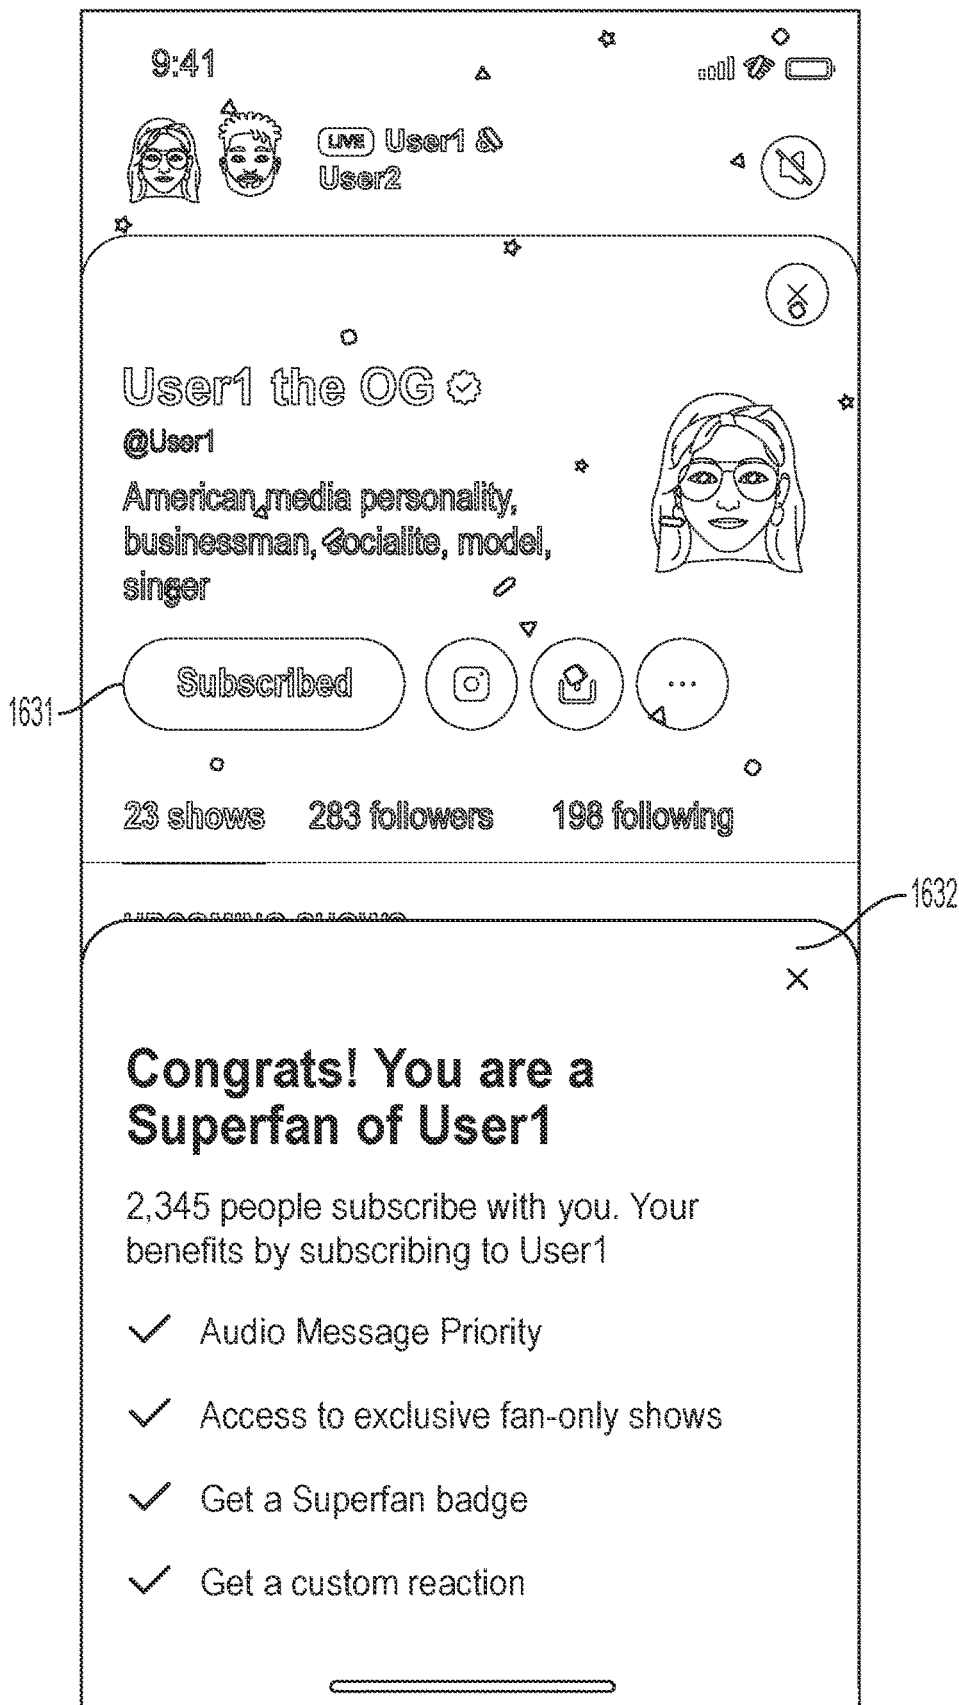 9:41
LIVE User1 &
User2
User1 the OG
@User1
American media personality,
businessman, socialite, model,
singer
Subscribed
1631
23 shows 283 followers 198 following
UPCOMING SHOWS
1632
Congrats! You are a
Superfan of User1
2,345 people subscribe with you. Your
benefits by subscribing to User1
Audio Message Priority
Access to exclusive fan-only shows
Get a Superfan badge
Get a custom reaction